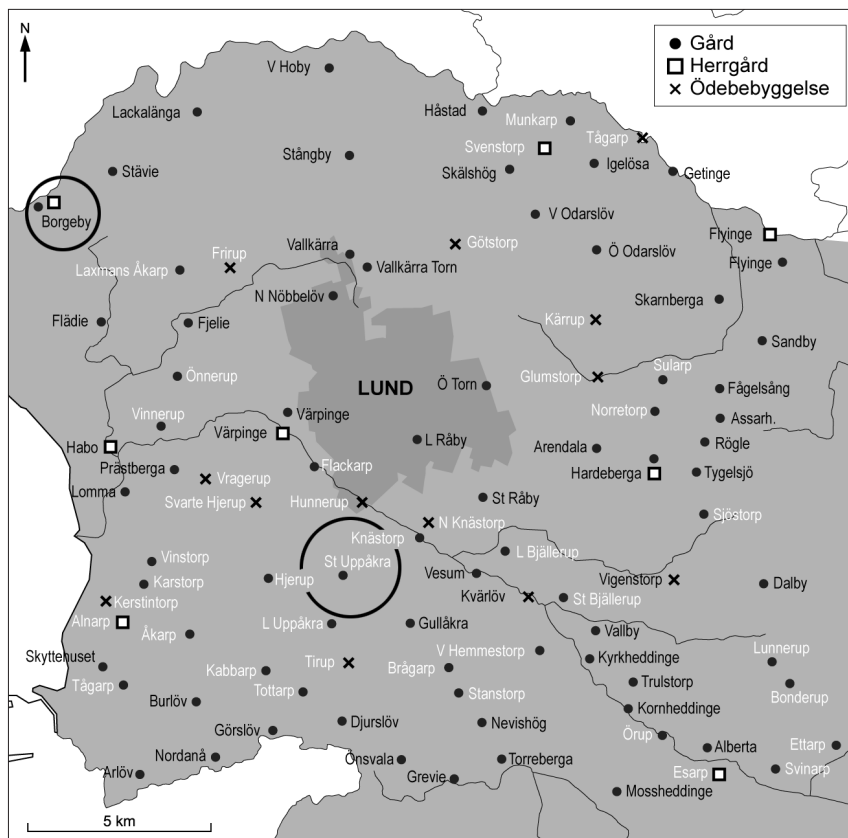 N
Gård
Herrgård
Ödebebyggelse
V Hoby
Lackalänga
Håstad
Munkarp
Tågarp
Svenstorp
Stångby
Igelösa
Skälshög
Getinge
Stävie
Borgeby
V Odarslöv
Flyinge
Götstorp
Vallkärra
Ö Odarslöv
Frirup
Laxmans Åkarp
Vallkärra Torn
Flyinge
N Nöbbelöv
Skarnberga
Kärrup
Flädie
Fjelie
Sandby
Glumstorp
Sularp
Önnerup
LUND
Ö Torn
Fågelsång
Norretorp
Vinnerup
Värpinge
Assarh.
Värpinge
L Råby
Habo
Arendala
Rögle
Prästberga
Flackarp
Hardeberga
Tygelsjö
Vragerup
Lomma
Svarte Hjerup
Hunnerup
St Råby
Sjöstorp
N Knästorp
Knästorp
L Bjällerup
Vinstorp
St Uppåkra
Karstorp
Hjerup
Vesum
Vigenstorp
Dalby
Kerstintorp
Kvärlöv
St Bjällerup
Alnarp
L Uppåkra
Gullåkra
Åkarp
Vallby
V Hemmestorp
Lunnerup
Skyttehuset
Tirup
Kyrkheddinge
Kabbarp
Brågarp
Tågarp
Trulstorp
Bonderup
Tottarp
Stanstorp
Burlöv
Kornheddinge
Djurslöv
Nevishög
Görslöv
Örup
Alberta
Ettarp
Nordanå
Önsvala
Torreberga
Arlöv
Grevie
Esarp
Svinarp
Mossheddinge
5 km